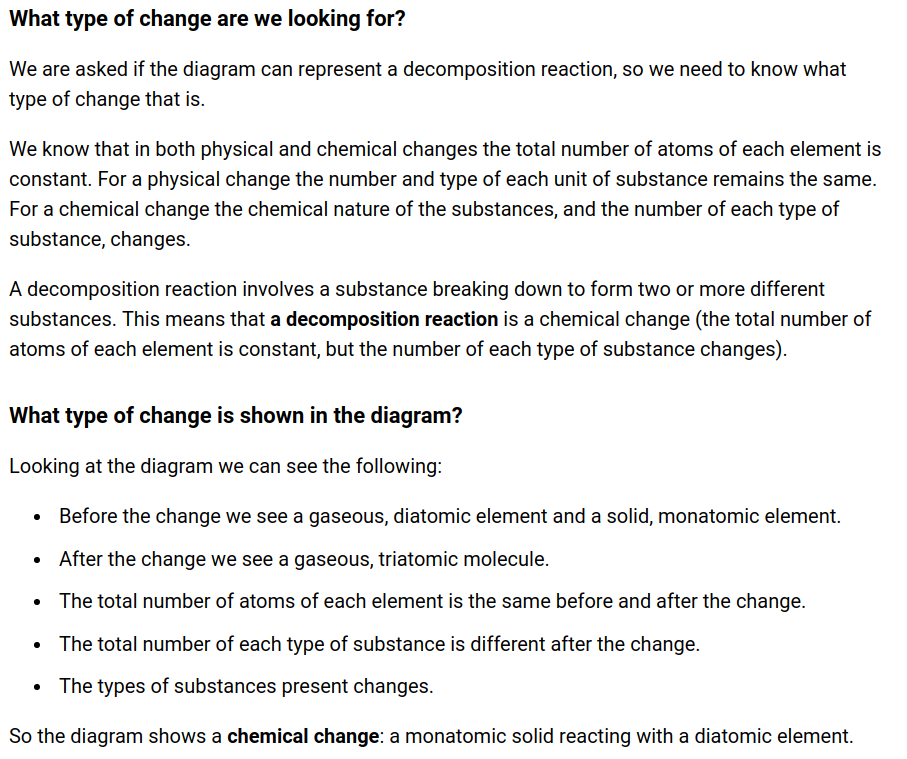 What type of change are we looking for?
We are asked if the diagram can represent a decomposition reaction, so we need to know what
type of change that is.
We know that in both physical and chemical changes the total number of atoms of each element is
constant. For a physical change the number and type of each unit of substance remains the same.
For a chemical change the chemical nature of the substances, and the number of each type of
substance, changes.
A decomposition reaction involves a substance breaking down to form two or more different
substances. This means that a decomposition reaction is a chemical change (the total number of
atoms of each element is constant, but the number of each type of substance changes).
What type of change is shown in the diagram?
Looking at the diagram we can see the following:
• Before the change we see a gaseous, diatomic element and a solid, monatomic element.
• After the change we see a gaseous, triatomic molecule.
• The total number of atoms of each element is the same before and after the change.
• The total number of each type of substance is different after the change.
• The types of substances present changes.
So the diagram shows a chemical change: a monatomic solid reacting with a diatomic element.